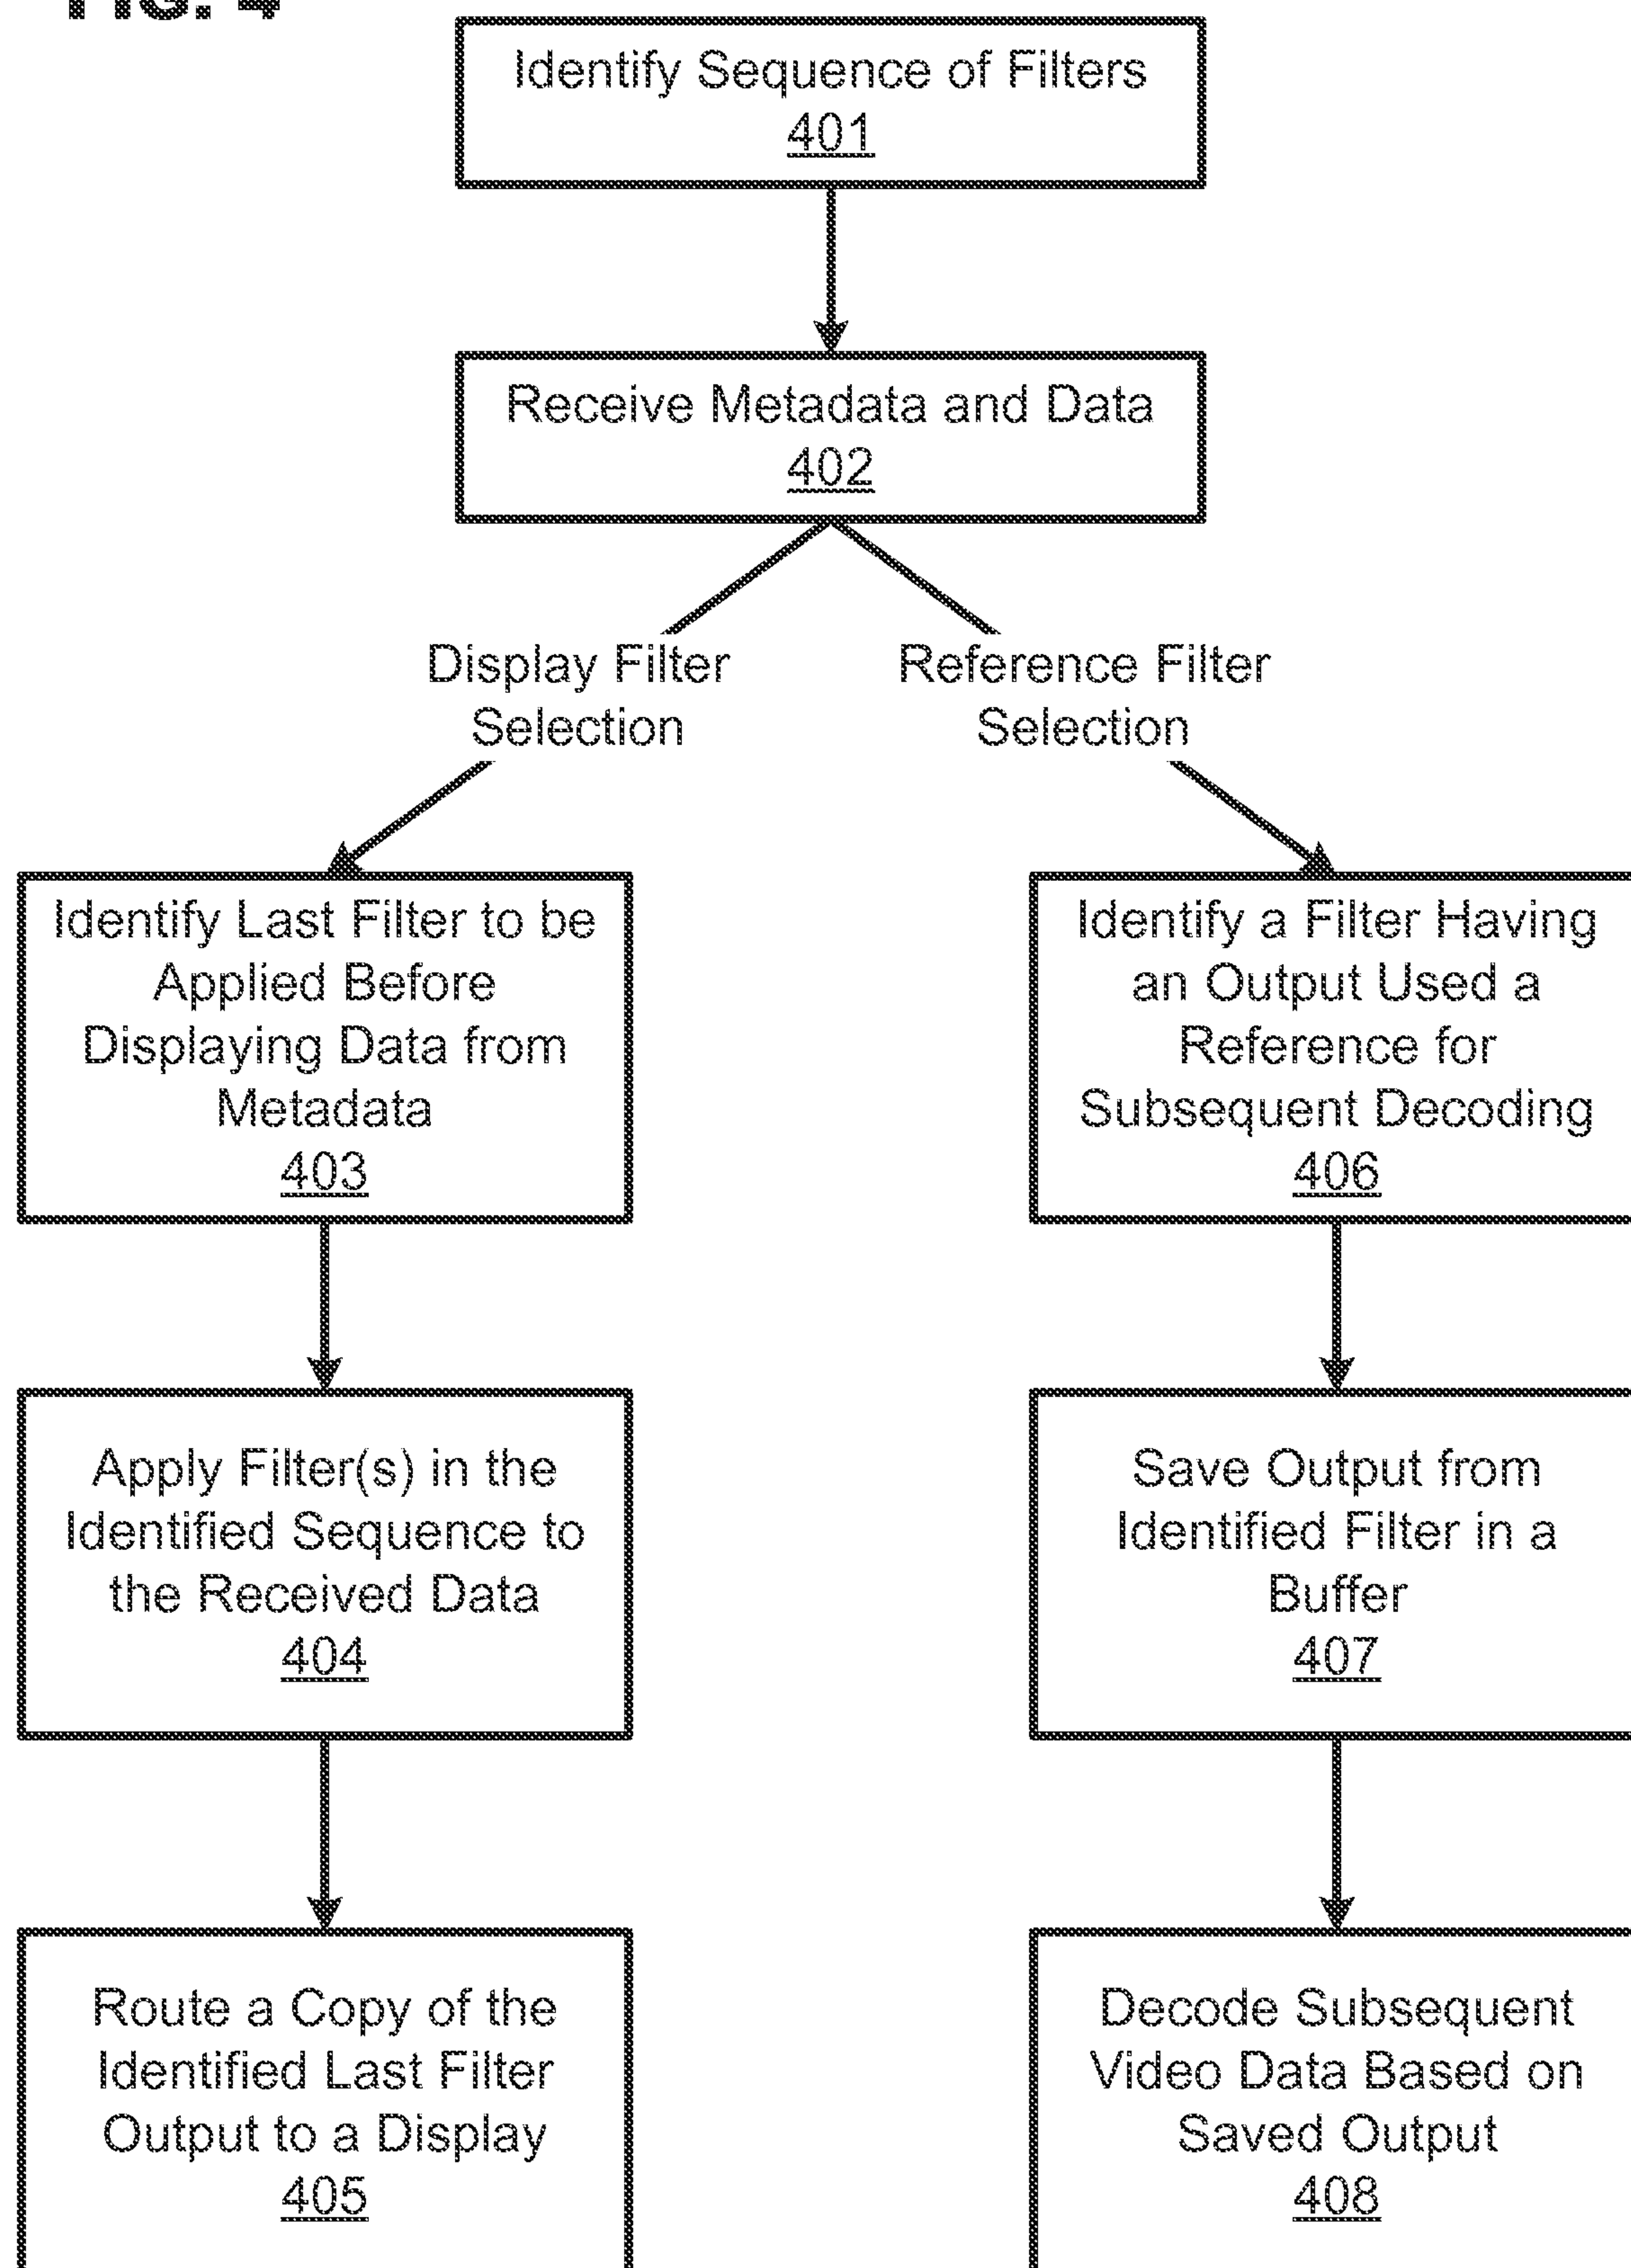 FIG. 4
Identify Sequence of Filters
401
Receive Metadata and Data
402
Display Filter
Selection
Reference Filter
Selection
Identify Last Filter to be
Applied Before
Displaying Data from
Metadata
403
Identify a Filter Having
an Output Used a
Reference for
Subsequent Decoding
406
Apply Filter(s) in the
Identified Sequence to
the Received Data
404
Save Output from
Identified Filter in a
Buffer
407
Route a Copy of the
Identified Last Filter
Output to a Display
405
Decode Subsequent
Video Data Based on
Saved Output
408